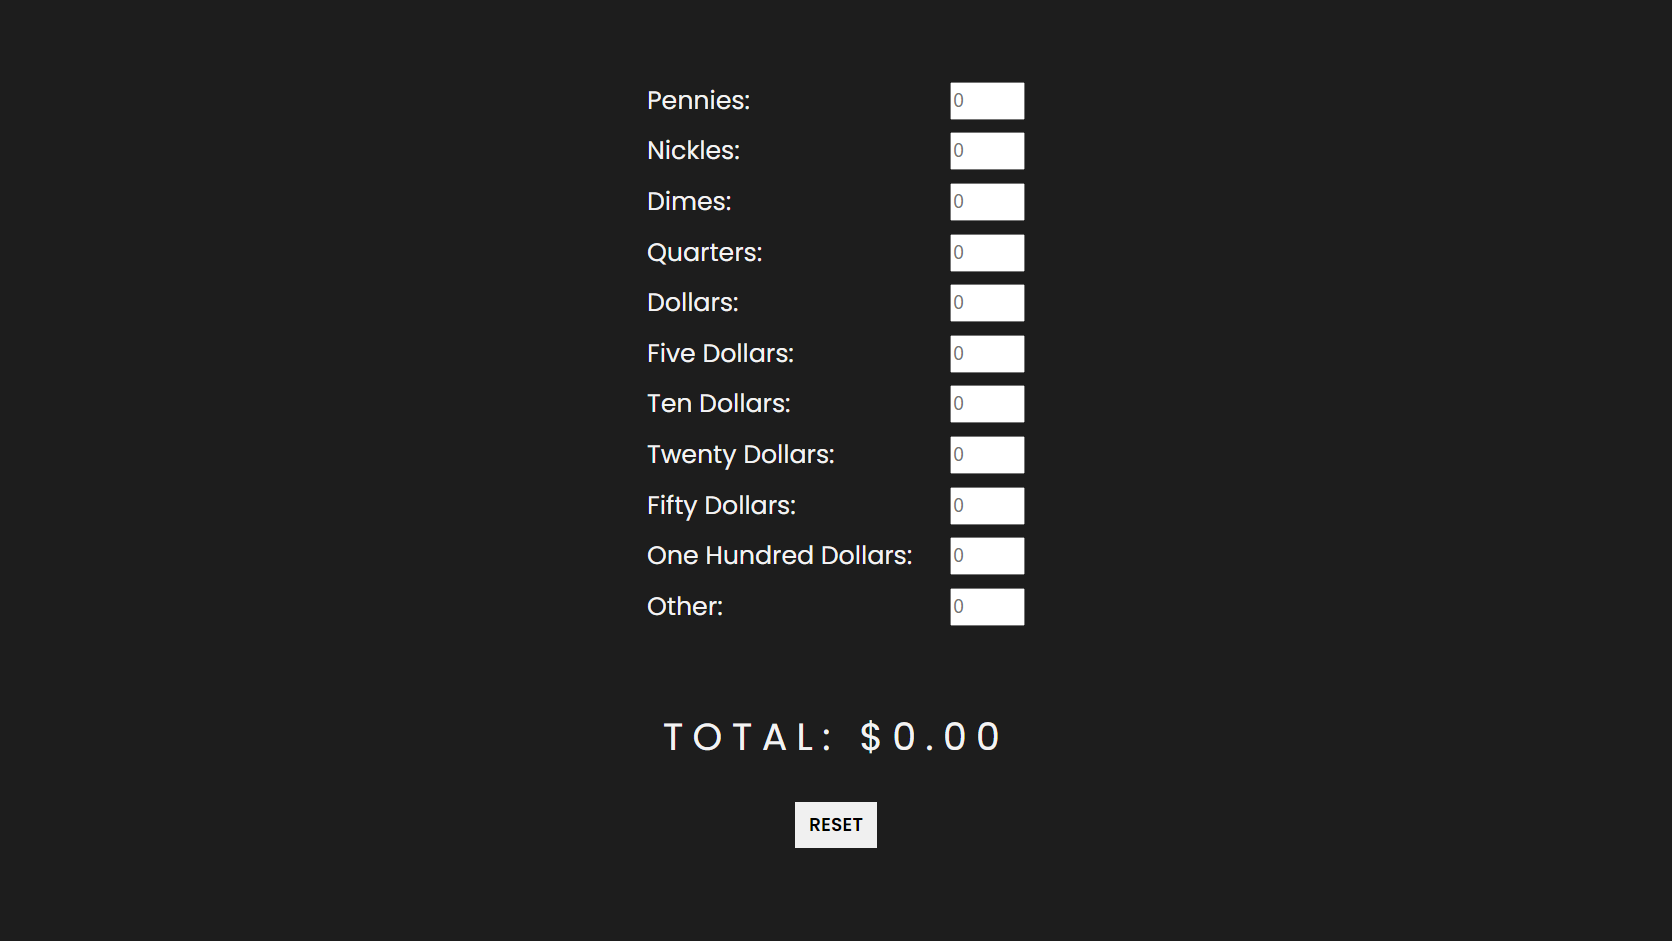 Pennies: 0
Nickles: 0
Dimes: 0
Quarters: 0
Dollars: 0
Five Dollars: 0
Ten Dollars: 0
Twenty Dollars: 0
Fifty Dollars: 0
One Hundred Dollars: 0
Other: 0
TOTAL: $0.00
RESET